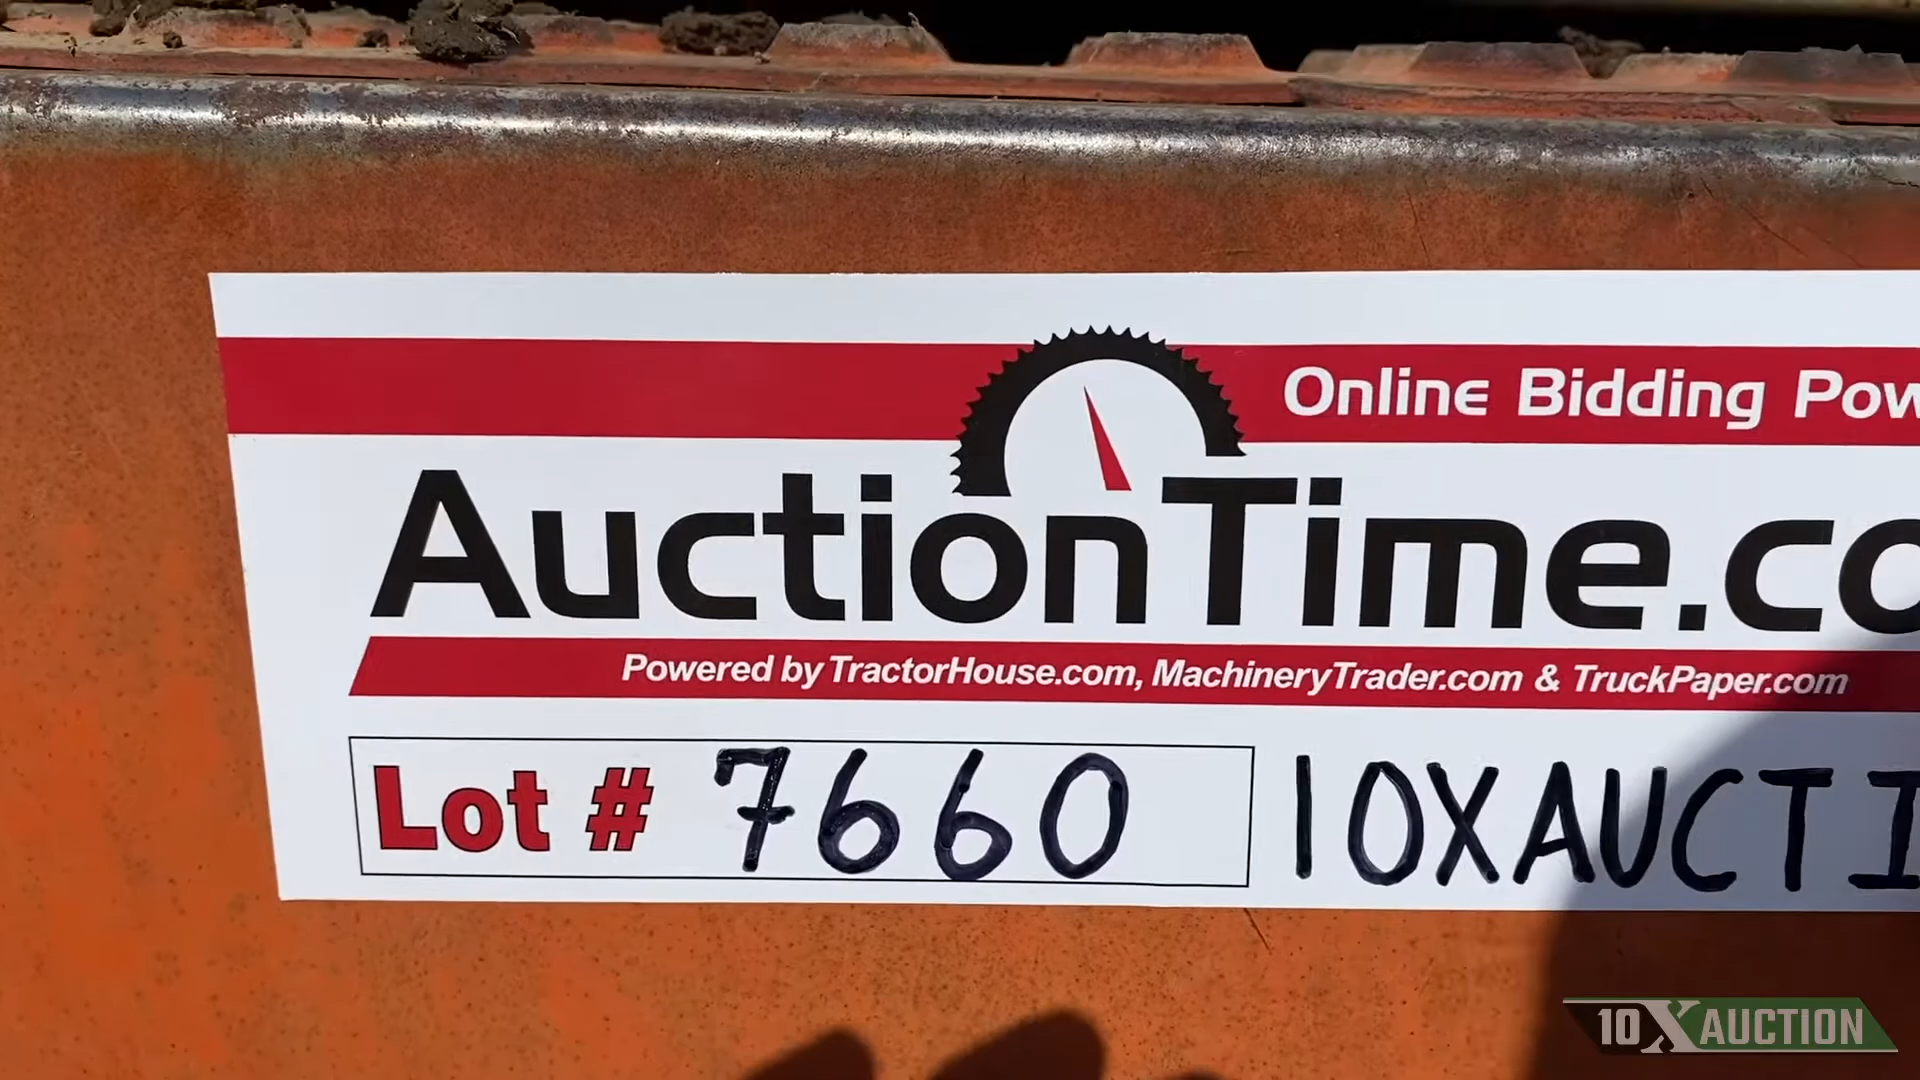 Online Bidding Pow
AuctionTime.co
Powered by TractorHouse.com, MachineryTrader.com & TruckPaper.com
Lot # 7660 10XAUCTI
10X AUCTION